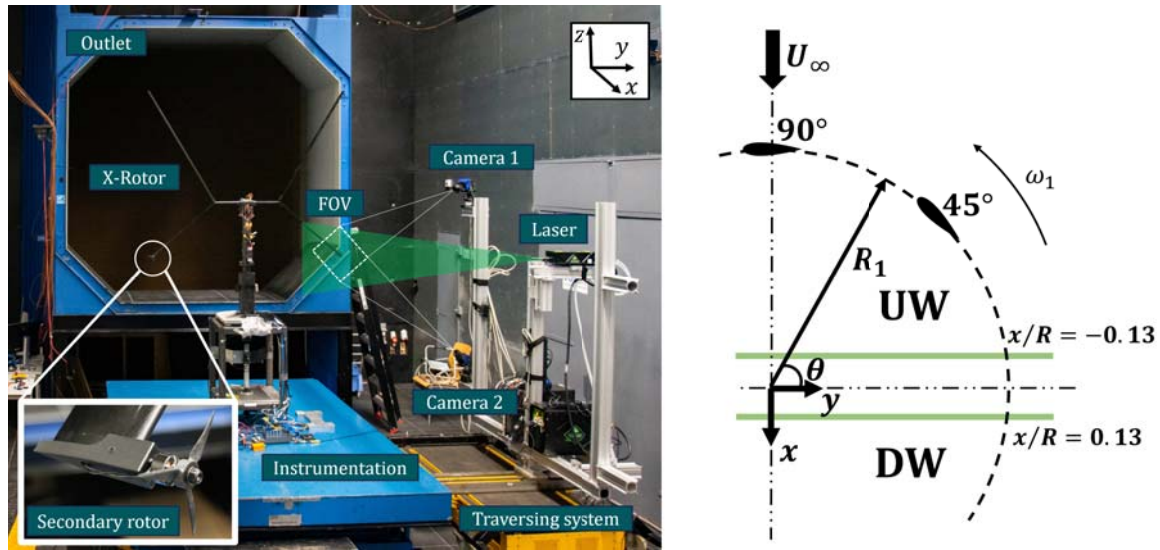 Outlet
z
y
x
Camera 1
X-Rotor
FOV
Laser
Camera 2
Instrumentation
Secondary rotor
Traversing system
U∞
90°
ω₁
45°
R₁
UW
x/R = −0.13
θ
y
x
x/R = 0.13
DW